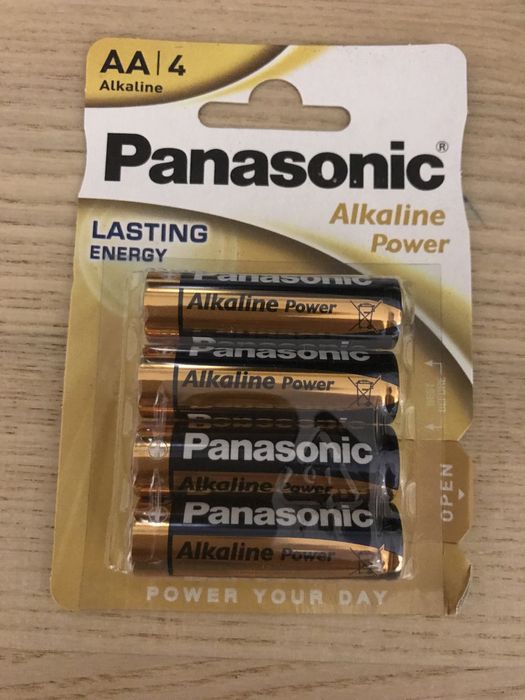 AA|4
Alkaline
Panasonic®
Alkaline
Power
LASTING
ENERGY
Panasonic
Alkaline Power
Alkaline Power
Panasonic
Alkaline Power
Panasonic
Alkaline Power
OPEN
POWER YOUR DAY